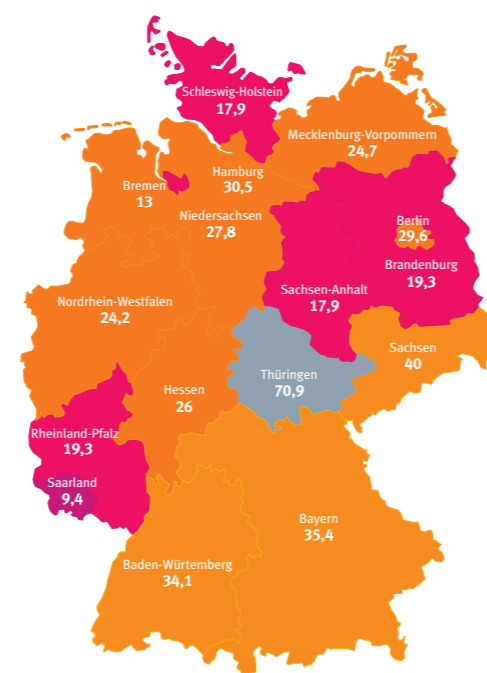 Schleswig-Holstein
17,9
Mecklenburg-Vorpommern
24,7
Hamburg
30,5
Bremen
13
Niedersachsen
27,8
Berlin
29,6
Brandenburg
19,3
Sachsen-Anhalt
17,9
Nordrhein-Westfalen
24,2
Sachsen
40
Thüringen
70,9
Hessen
26
Rheinland-Pfalz
19,3
Saarland
9,4
Bayern
35,4
Baden-Würtemberg
34,1